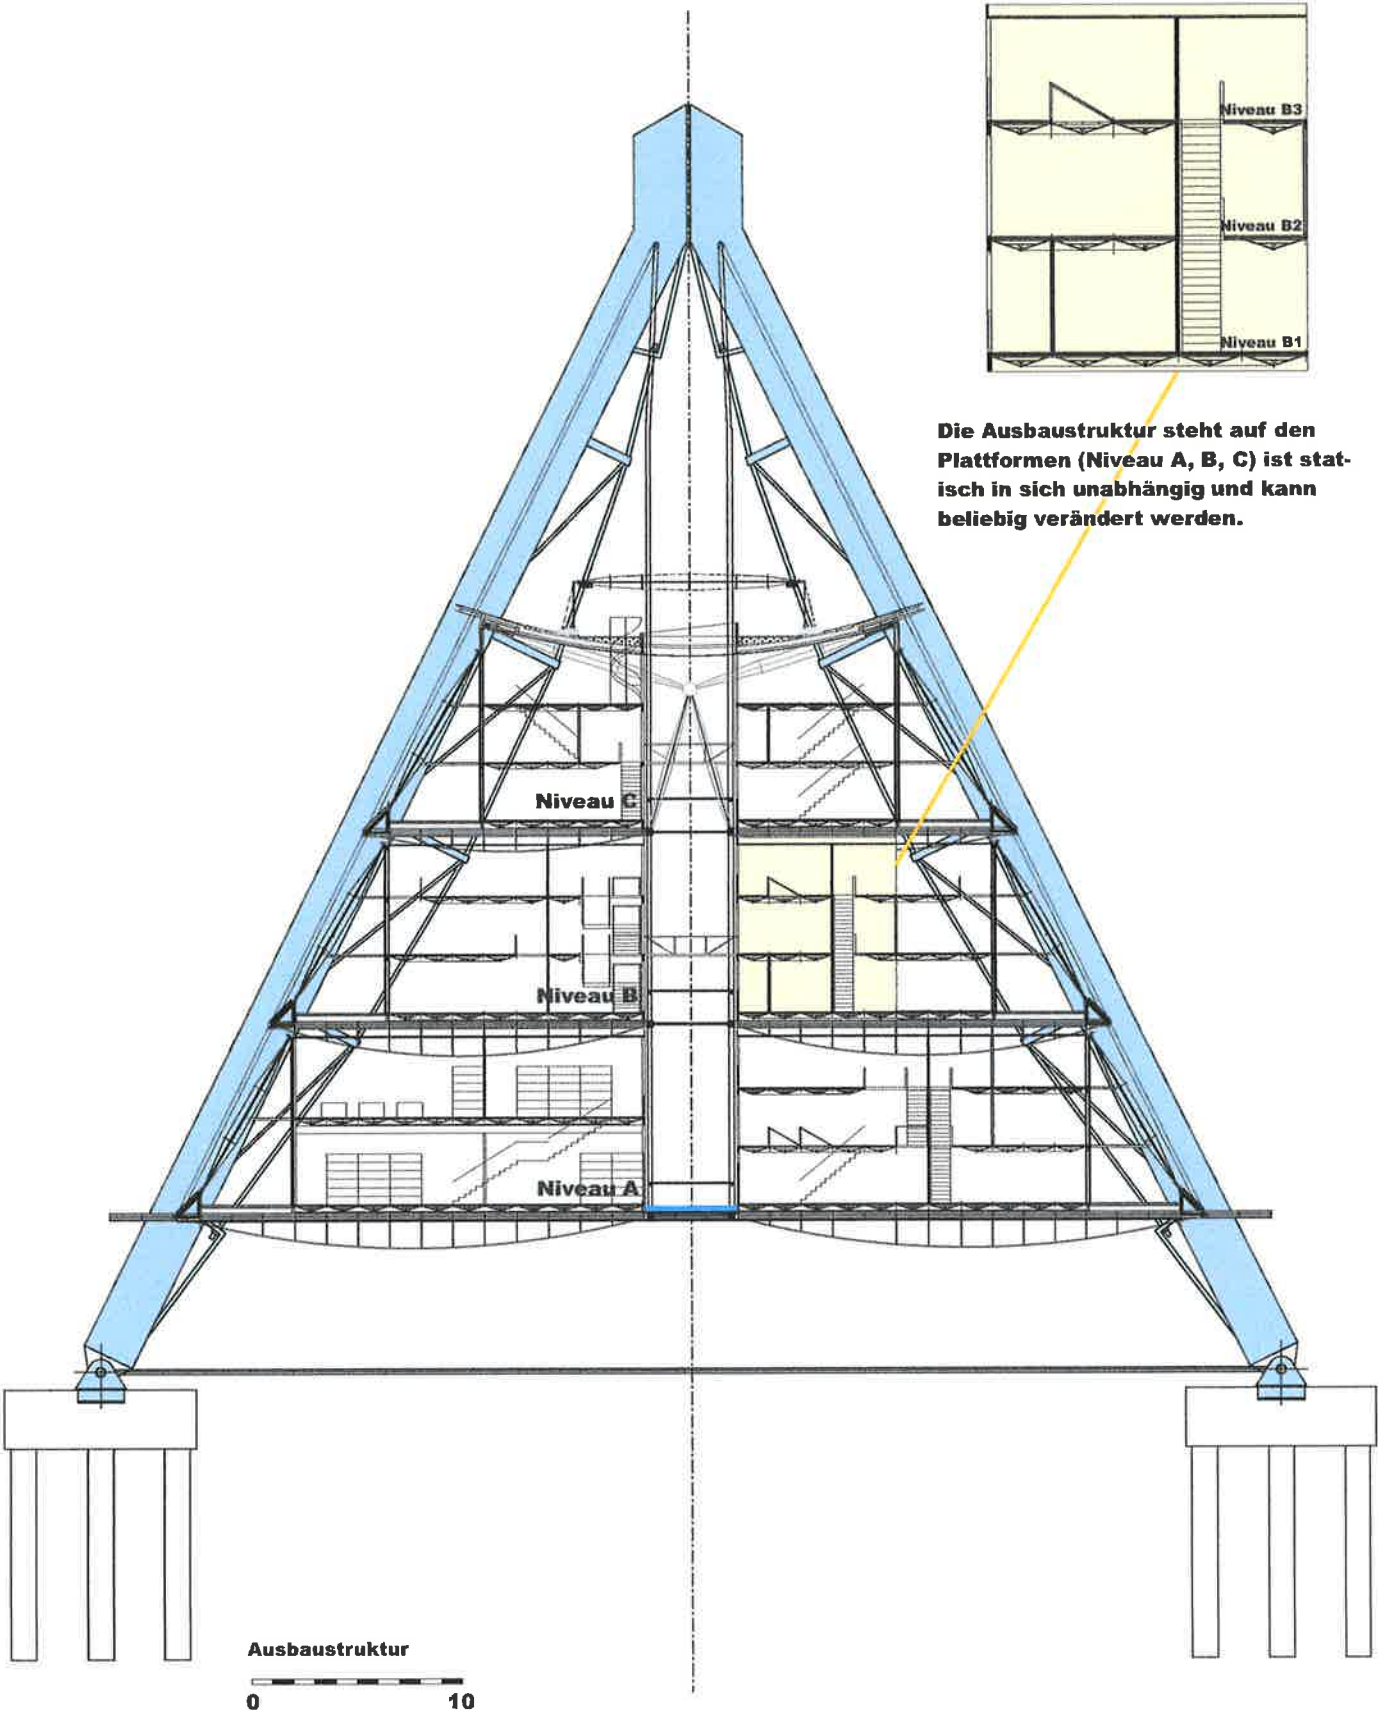 Niveau B3
Niveau B2
Niveau B1
Die Ausbaustruktur steht auf den
Plattformen (Niveau A, B, C) ist stat-
isch in sich unabhängig und kann
beliebig verändert werden.
Niveau C
Niveau B
Niveau A
Ausbaustruktur
0 10